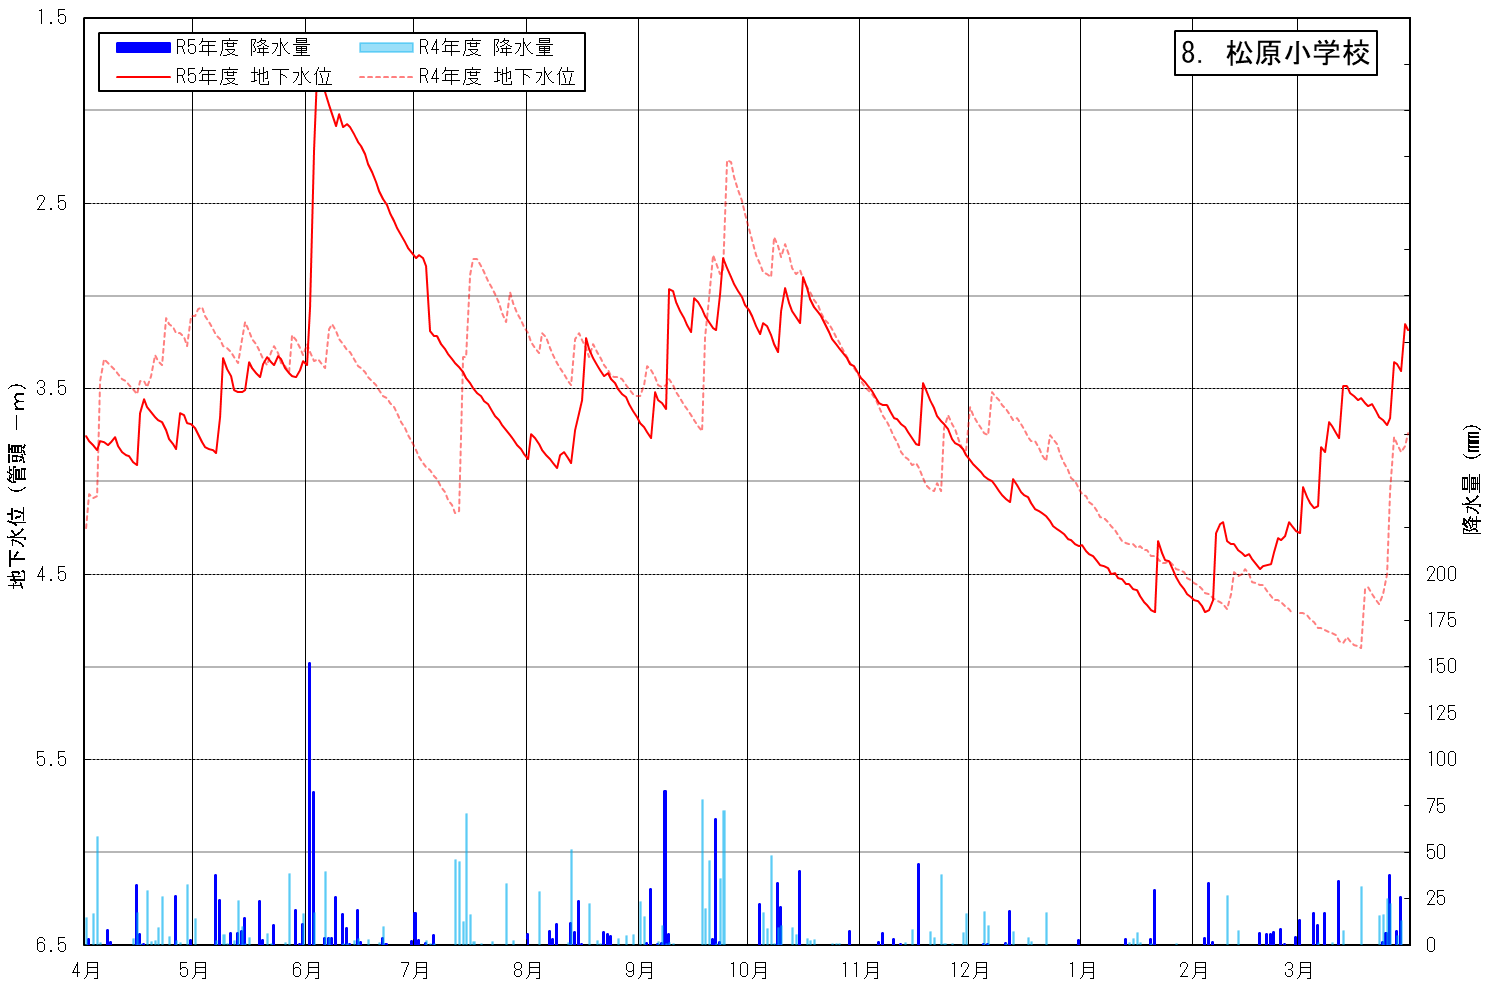 R5年度 降水量
R4年度 降水量
R5年度 地下水位
R4年度 地下水位
8. 松原小学校
1.5
2.5
3.5
4.5
5.5
6.5
地下水位 (管頭 －m)
200
175
150
125
100
75
50
25
0
降水量 (㎜)
4月
5月
6月
7月
8月
9月
10月
11月
12月
1月
2月
3月